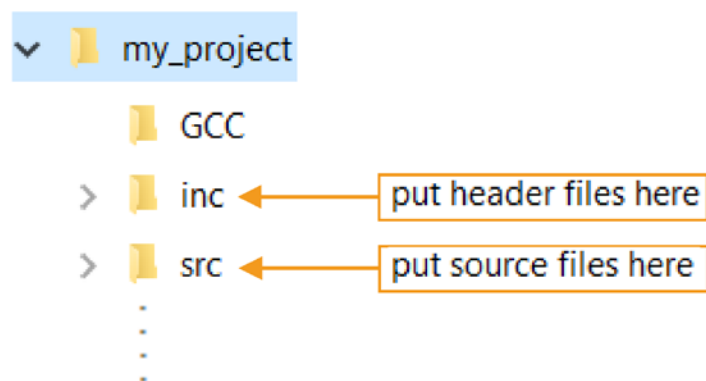 my_project
GCC
inc put header files here
src put source files here